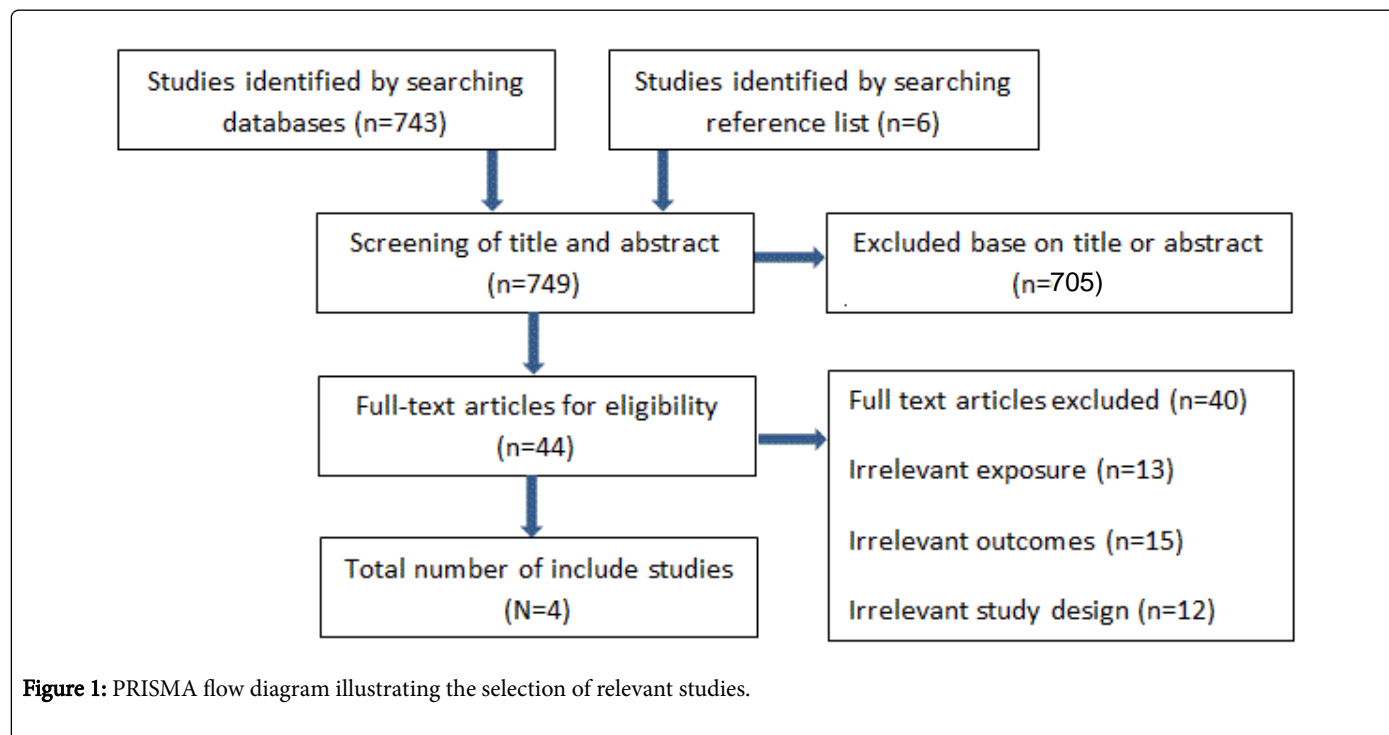 Studies identified by searching
databases (n=743)
Studies identified by searching
reference list (n=6)
Screening of title and abstract
(n=749)
Excluded base on title or abstract
(n=705)
.
Full-text articles for eligibility
(n=44)
Full text articles excluded (n=40)
Irrelevant exposure (n=13)
Irrelevant outcomes (n=15)
Irrelevant study design (n=12)
Total number of include studies
(N=4)
Figure 1: PRISMA flow diagram illustrating the selection of relevant studies.